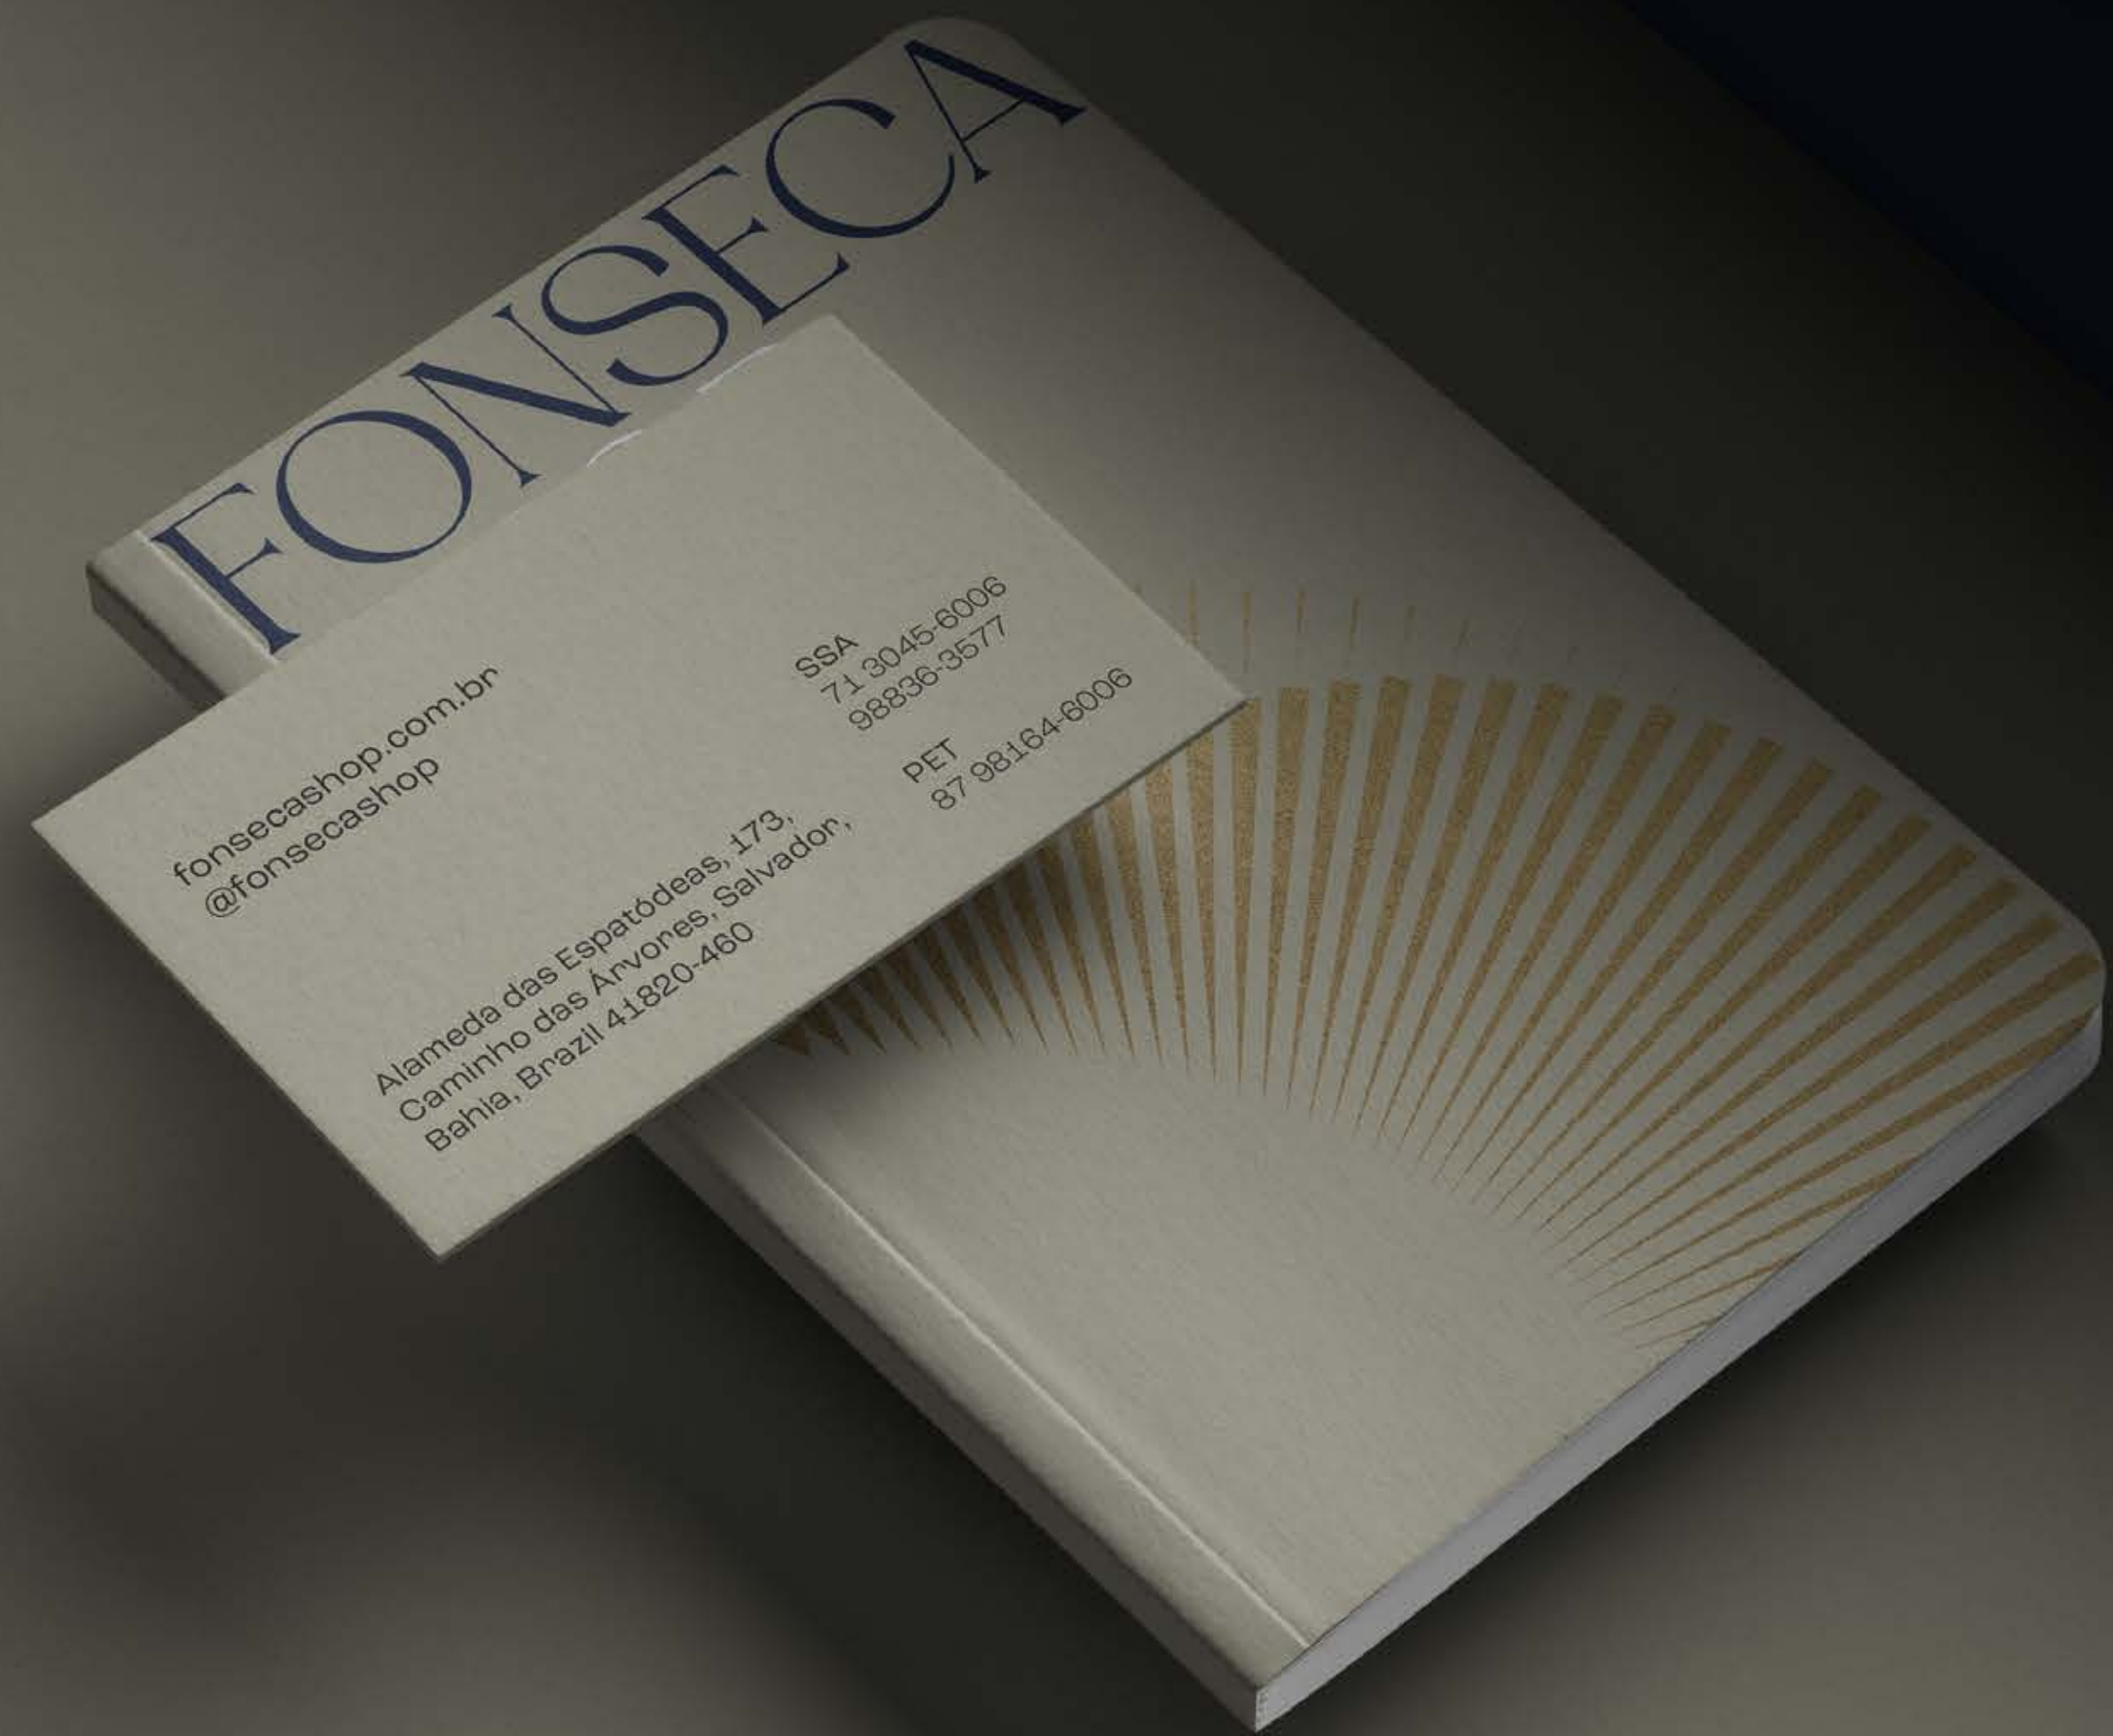 FONSECA
fonsecashop.com.br
@fonsecashop
SSA
71 3045-6006
98836-3577
PET
87 98164-6006
Alameda das Espatódeas, 173,
Caminho das Árvores, Salvador,
Bahia, Brazil 41820-460